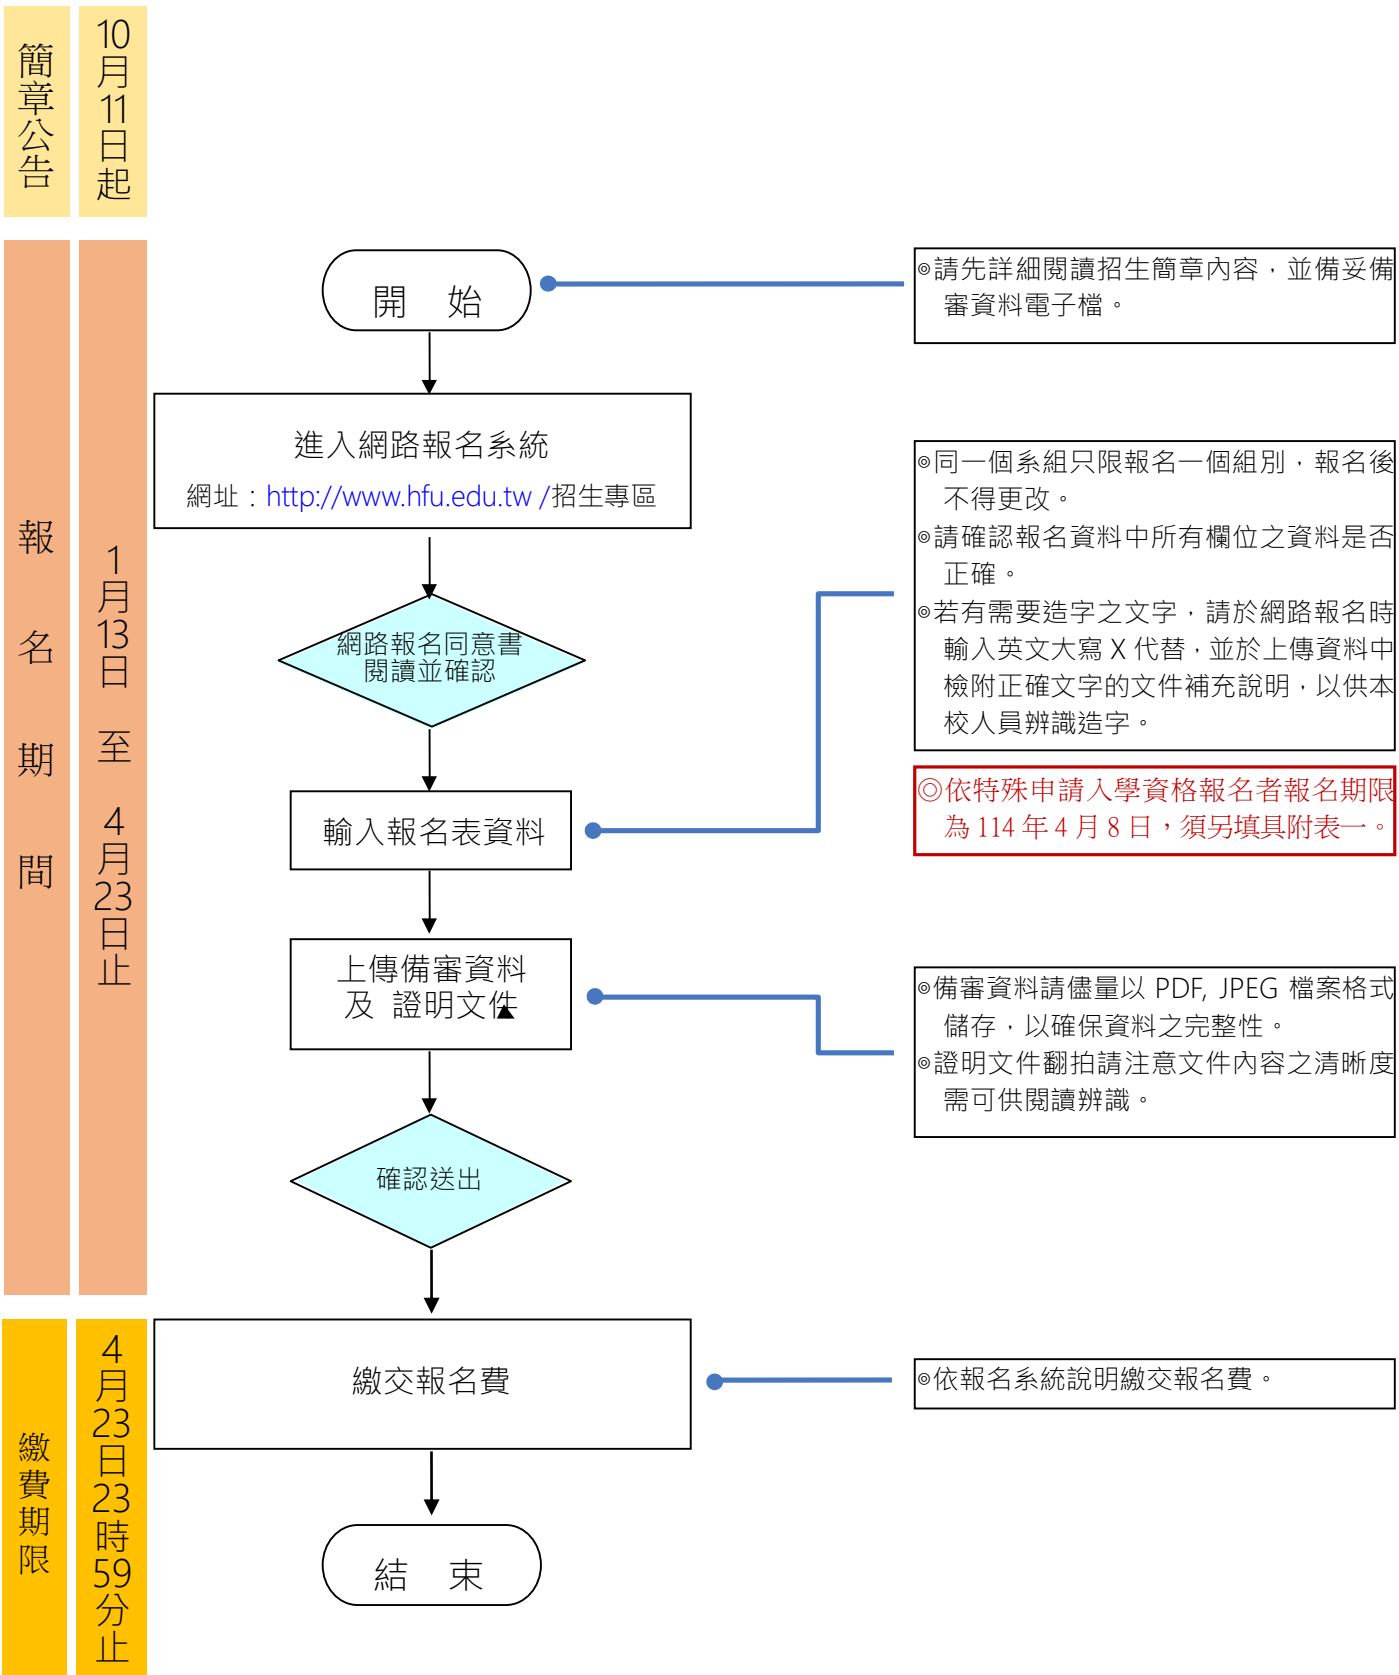 簡章公告
10月11日起
報名期間
1月13日 至 4月23日止
開 始
◎請先詳細閱讀招生簡章內容，並備妥備
審資料電子檔。
進入網路報名系統
網址：http://www.hfu.edu.tw /招生專區
◎同一個系組只限報名一個組別，報名後
不得更改。
◎請確認報名資料中所有欄位之資料是否
正確。
◎若有需要造字之文字，請於網路報名時
輸入英文大寫 X 代替，並於上傳資料中
檢附正確文字的文件補充說明，以供本
校人員辨識造字。
網路報名同意書
閱讀並確認
◎依特殊申請入學資格報名者報名期限
為 114 年 4 月 8 日，須另填具附表一。
輸入報名表資料
上傳備審資料
及 證明文件
◎備審資料請儘量以 PDF, JPEG 檔案格式
儲存，以確保資料之完整性。
◎證明文件翻拍請注意文件內容之清晰度
需可供閱讀辨識。
確認送出
繳費期限
4月23日23時59分止
繳交報名費
◎依報名系統說明繳交報名費。
結 束